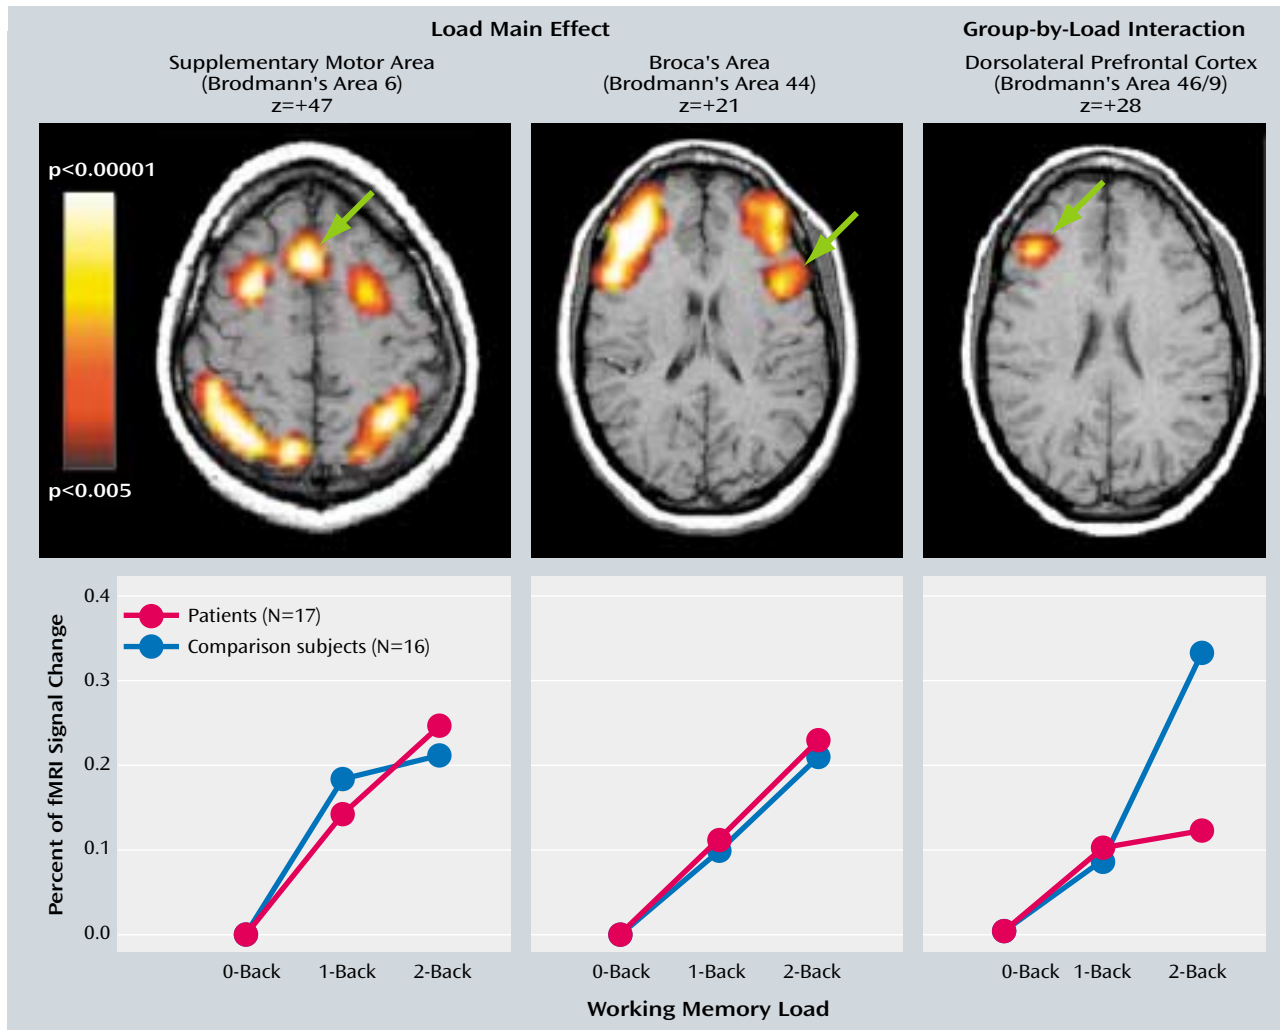 Load Main Effect
Group-by-Load Interaction
Supplementary Motor Area
(Brodmann's Area 6)
z=+47
Broca's Area
(Brodmann's Area 44)
z=+21
Dorsolateral Prefrontal Cortex
(Brodmann's Area 46/9)
z=+28
p<0.00001
p<0.005
Percent of fMRI Signal Change
0.4
0.3
0.2
0.1
0.0
Patients (N=17)
Comparison subjects (N=16)
0-Back 1-Back 2-Back
0-Back 1-Back 2-Back
0-Back 1-Back 2-Back
Working Memory Load